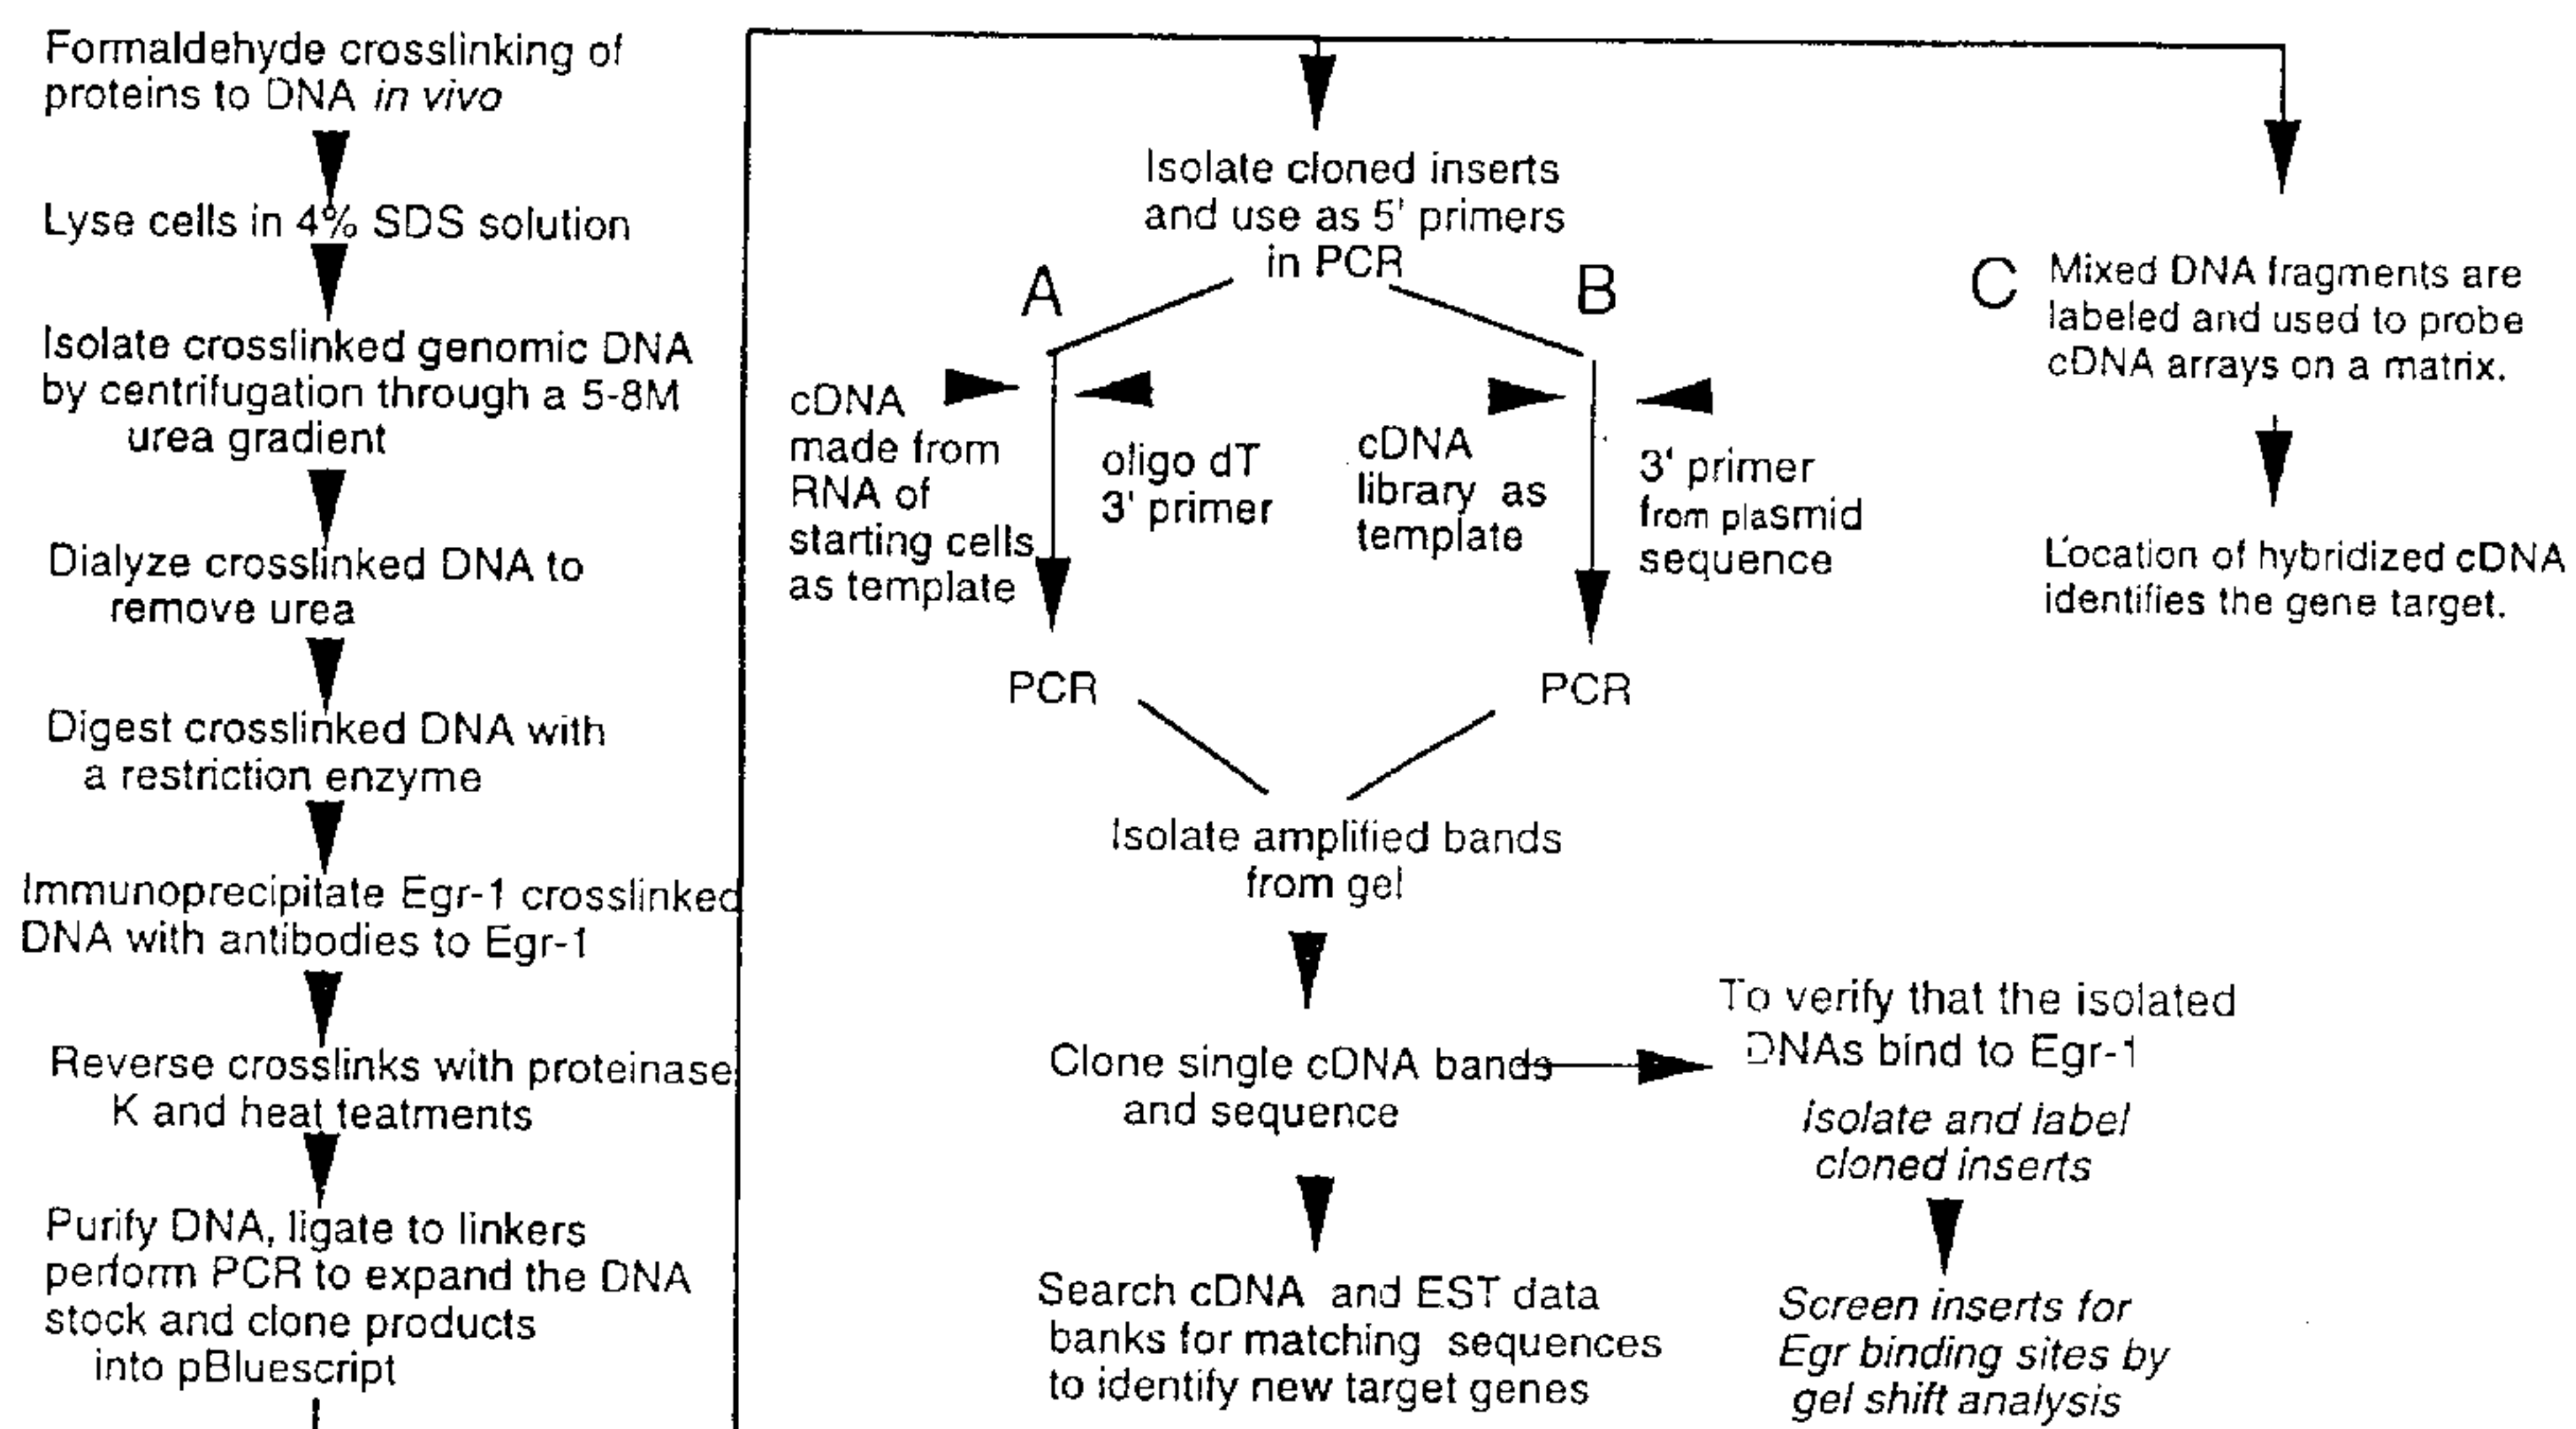 Formaldehyde crosslinking of
proteins to DNA in vivo
Lyse cells in 4% SDS solution
Isolate crosslinked genomic DNA
by centrifugation through a 5-8M
urea gradient
Dialyze crosslinked DNA to
remove urea
Digest crosslinked DNA with
a restriction enzyme
Immunoprecipitate Egr-1 crosslinked
DNA with antibodies to Egr-1
Reverse crosslinks with proteinase
K and heat teatments
Purify DNA, ligate to linkers
perform PCR to expand the DNA
stock and clone products
into pBluescript
Isolate cloned inserts
and use as 5' primers
in PCR
A
cDNA
made from
RNA of
starting cells
as template
oligo dT
3' primer
PCR
B
cDNA
library as
template
3' primer
from plasmid
sequence
PCR
Isolate amplified bands
from gel
Clone single cDNA bands
and sequence
Search cDNA and EST data
banks for matching sequences
to identify new target genes
To verify that the isolated
DNAs bind to Egr-1
Isolate and label
cloned inserts
Screen inserts for
Egr binding sites by
gel shift analysis
C
Mixed DNA fragments are
labeled and used to probe
cDNA arrays on a matrix.
Location of hybridized cDNA
identifies the gene target.